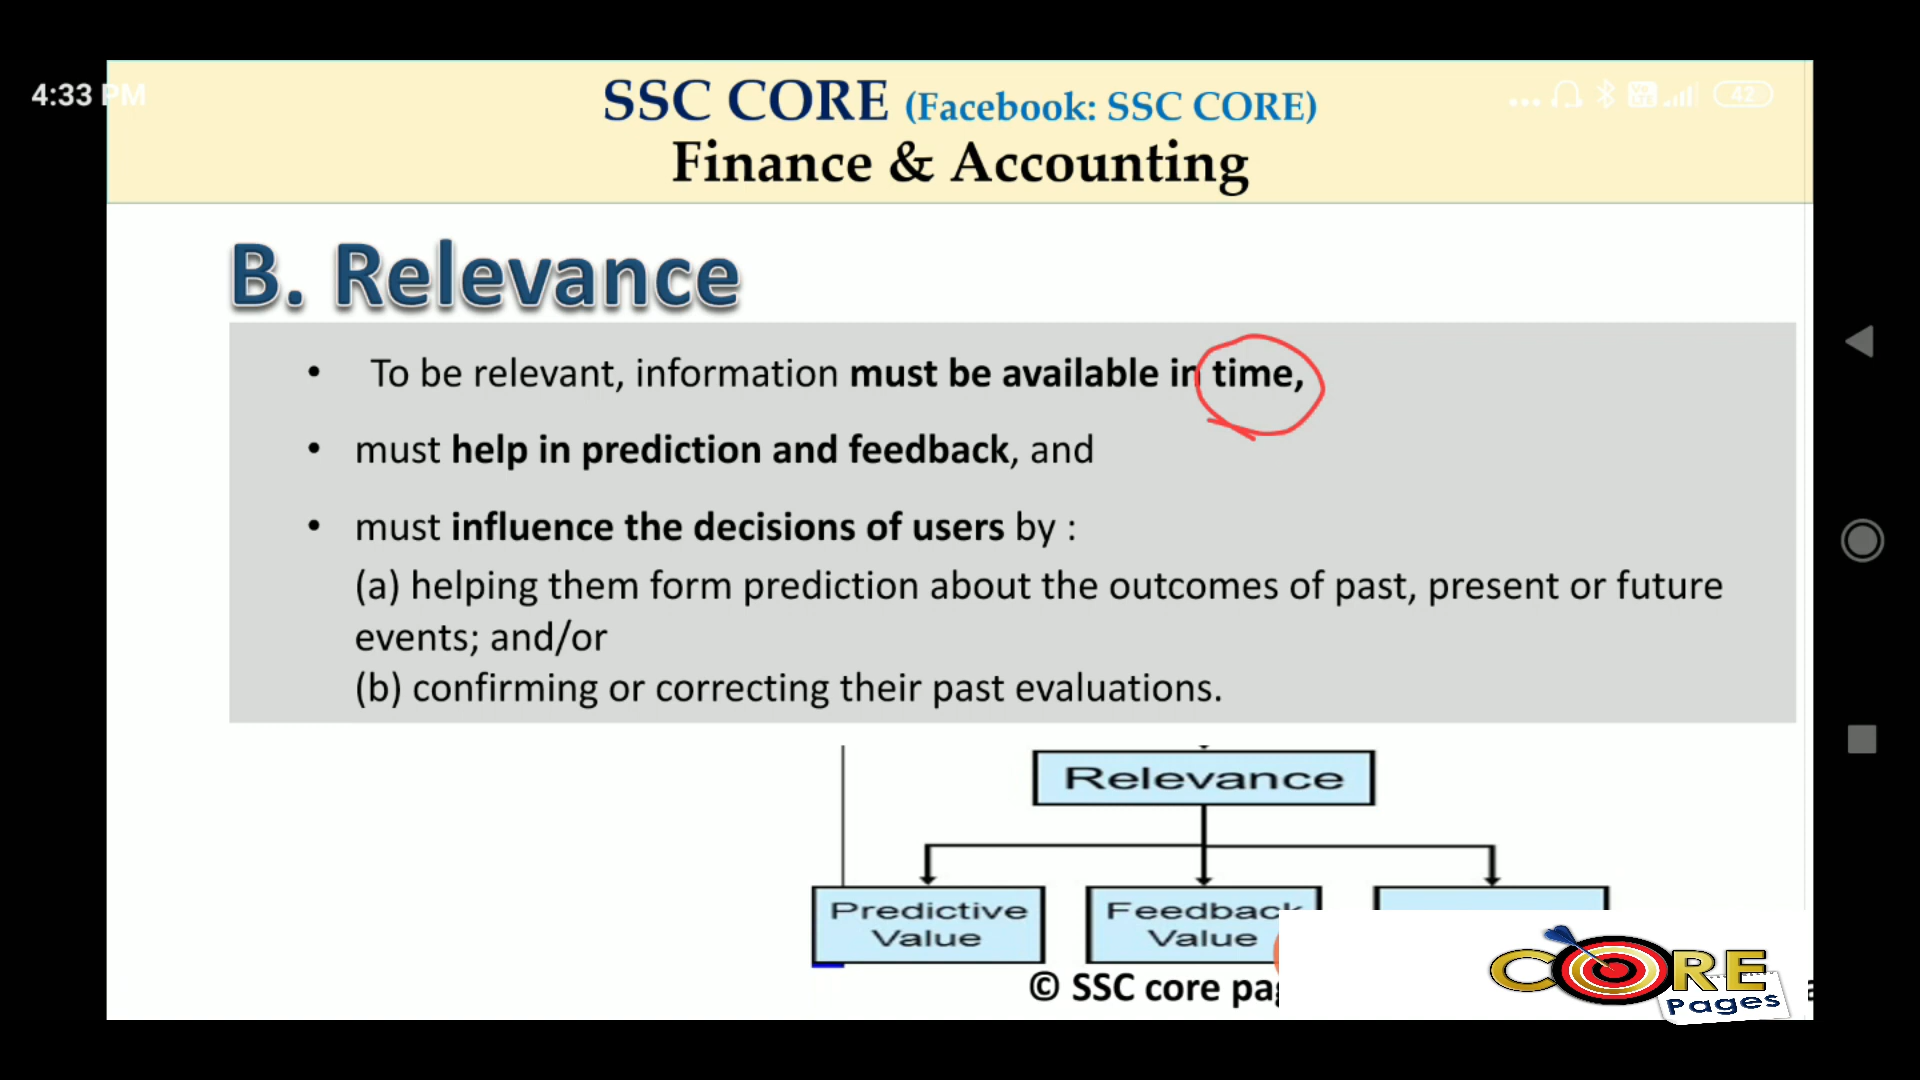 4:33 PM
42
SSC CORE (Facebook: SSC CORE)
Finance & Accounting
B. Relevance
• To be relevant, information must be available in time,
• must help in prediction and feedback, and
• must influence the decisions of users by :
(a) helping them form prediction about the outcomes of past, present or future
events; and/or
(b) confirming or correcting their past evaluations.
Relevance
Predictive
Value
Feedback
Value
© SSC core
CORE
Pages